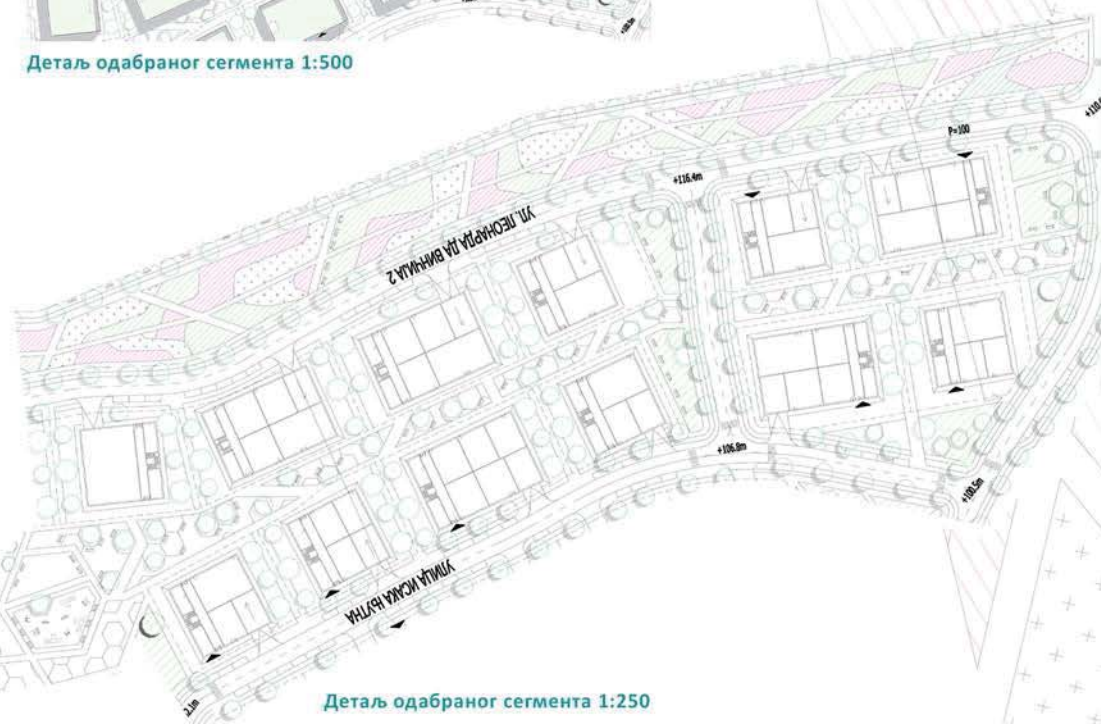 Детаљ одабраног сегмента 1:500
P=100
+116.4m
УЛ. ЛЕОНАРДА ДА ВИНЧИЈА 2
+106.8m
+100.5m
УЛИЦА ИСАКА ЊУТНА
Детаљ одабраног сегмента 1:250